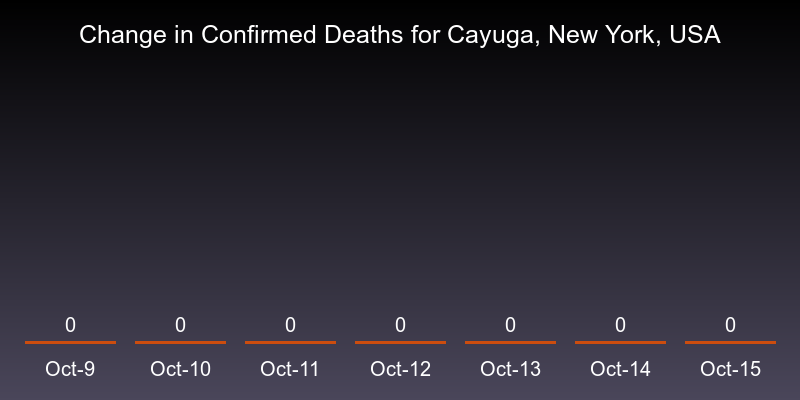 Change in Confirmed Deaths for Cayuga, New York, USA
0 0 0 0 0 0 0
Oct-9 Oct-10 Oct-11 Oct-12 Oct-13 Oct-14 Oct-15